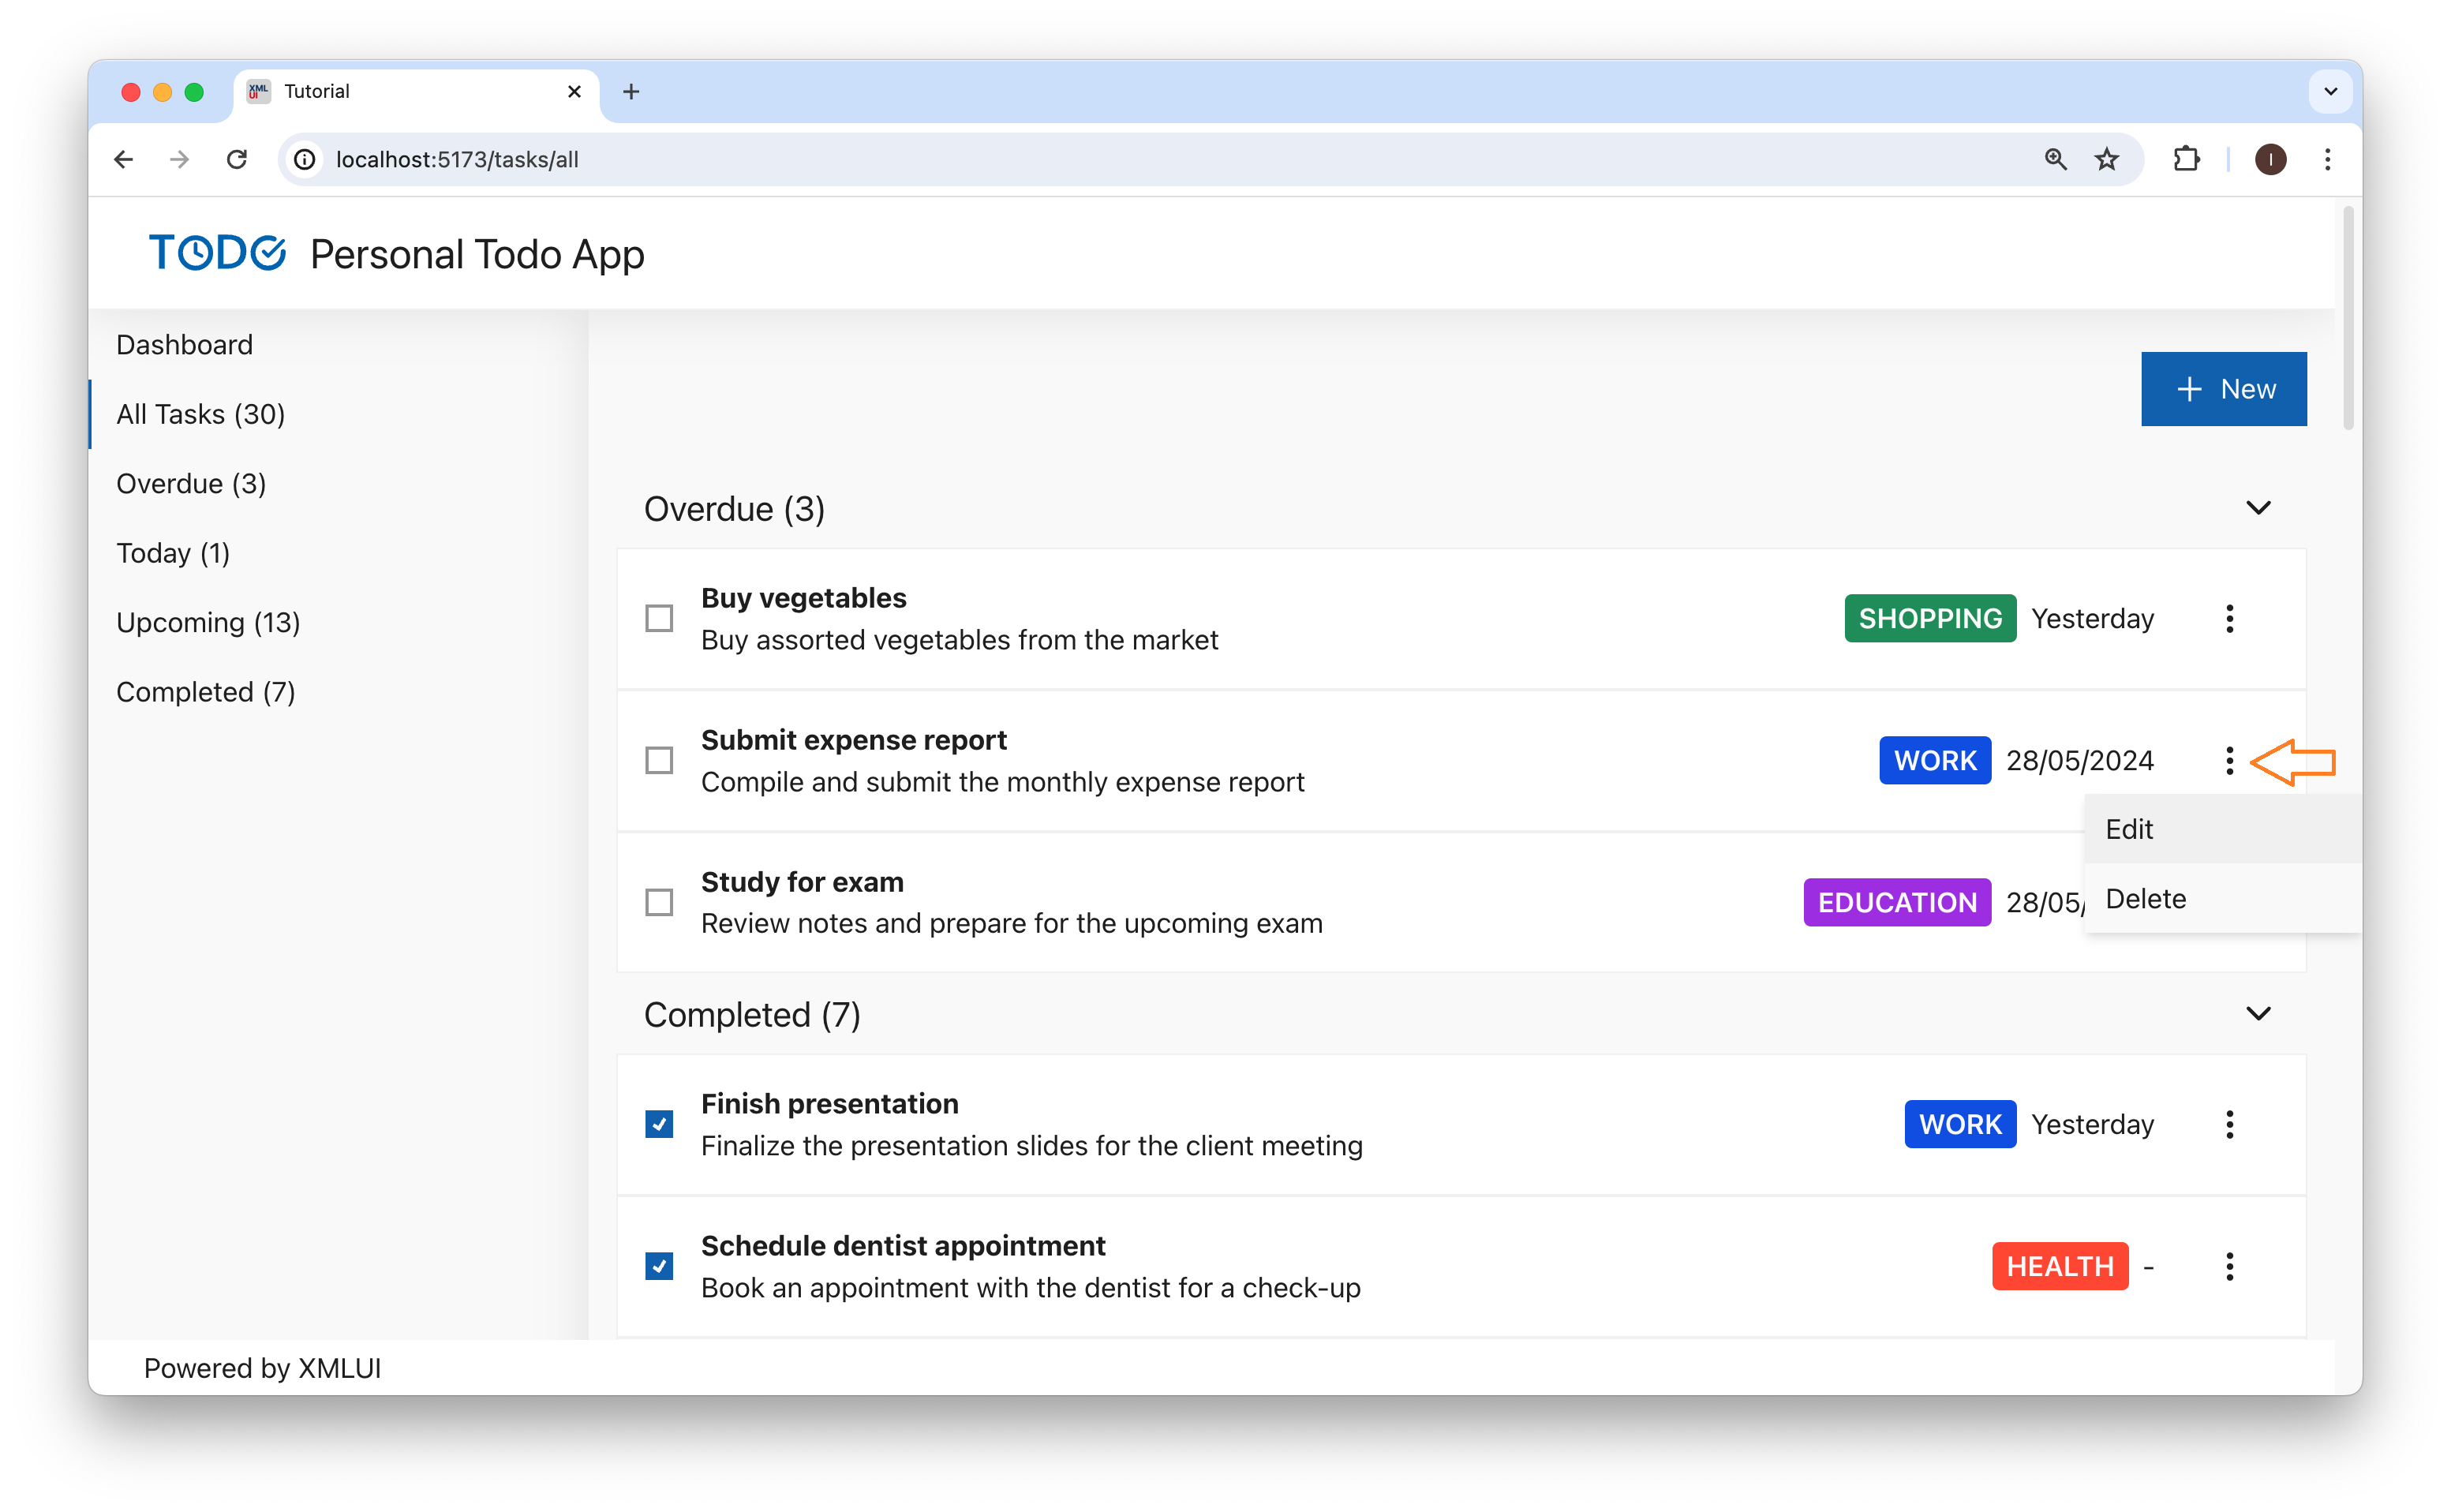 XML
UI
Tutorial
localhost:5173/tasks/all
I
TODO Personal Todo App
Dashboard
All Tasks (30)
Overdue (3)
Today (1)
Upcoming (13)
Completed (7)
New
Overdue (3)
Buy vegetables
Buy assorted vegetables from the market
SHOPPING Yesterday
Submit expense report
Compile and submit the monthly expense report
WORK 28/05/2024
Edit
Delete
Study for exam
Review notes and prepare for the upcoming exam
EDUCATION 28/05/
Completed (7)
Finish presentation
Finalize the presentation slides for the client meeting
WORK Yesterday
Schedule dentist appointment
Book an appointment with the dentist for a check-up
HEALTH -
Powered by XMLUI